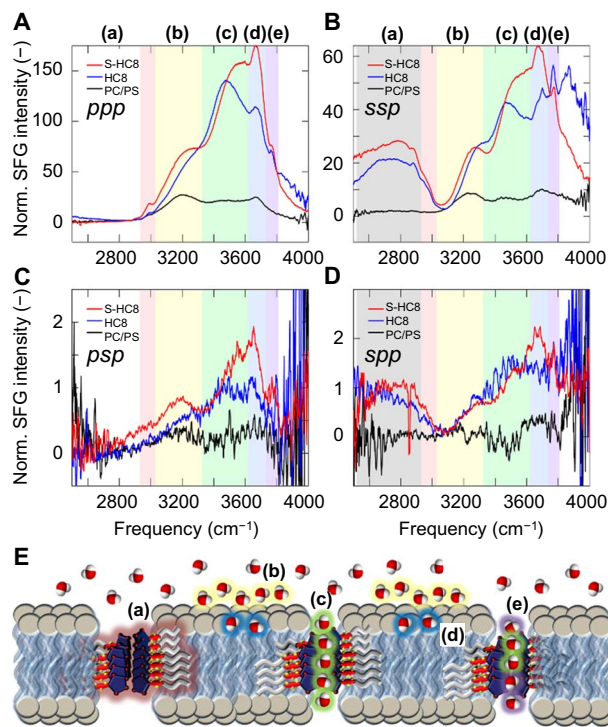 A (a) (b) (c) (d) (e)
Norm. SFG intensity (–)
150
100
50
0
S-HC8
HC8
PC/PS
ppp
2800 3200 3600 4000
B (a) (b) (c) (d) (e)
60
40
20
0
S-HC8
HC8
PC/PS
ssp
2800 3200 3600 4000
C
Norm. SFG intensity (–)
2
1
0
S-HC8
HC8
PC/PS
psp
2800 3200 3600 4000
Frequency (cm⁻¹)
D
2
1
0
S-HC8
HC8
PC/PS
spp
2800 3200 3600 4000
Frequency (cm⁻¹)
E
(a) (b) (c) (d) (e)